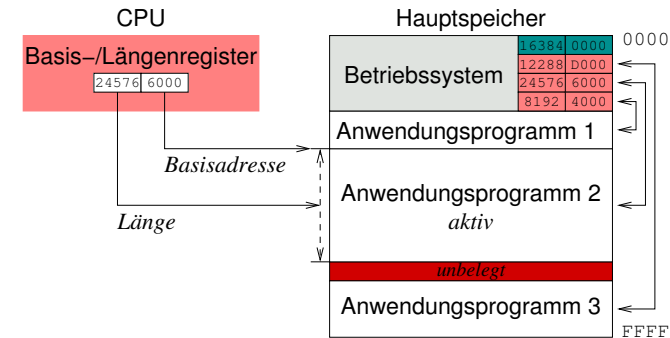 CPU
Basis–/Längenregister
24576 6000
Basisadresse
Länge
Hauptspeicher
Betriebssystem
16384 0000
12288 D000
24576 6000
8192 4000
0000
Anwendungsprogramm 1
Anwendungsprogramm 2
aktiv
unbelegt
Anwendungsprogramm 3
FFFF